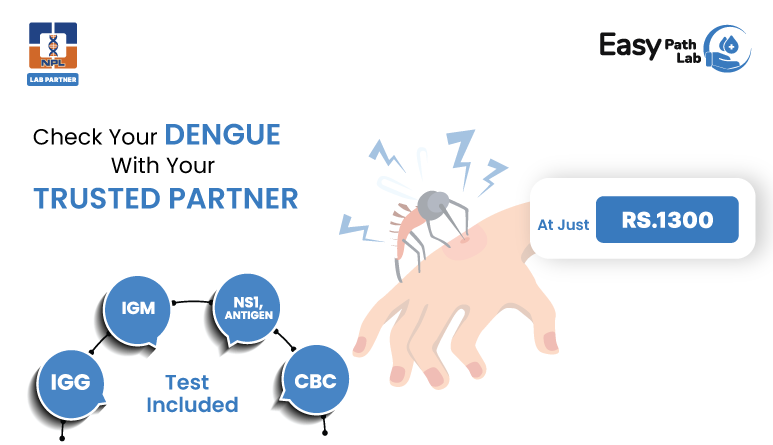 NPL
LAB PARTNER
Easy Path
Lab
Check Your DENGUE
With Your
TRUSTED PARTNER
At Just RS.1300
IGM
NS1,
ANTIGEN
IGG
CBC
Test
Included